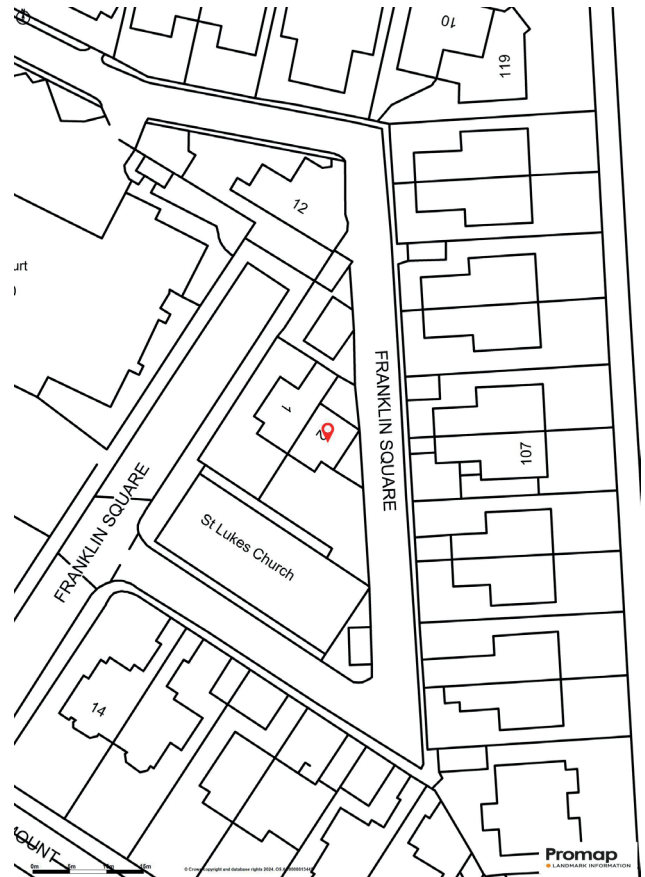 10
119
12
urt
FRANKLIN SQUARE
1
2
107
FRANKLIN SQUARE
St Lukes Church
14
MOUNT
0m 5m 10m 15m
Promap
LANDMARK INFORMATION